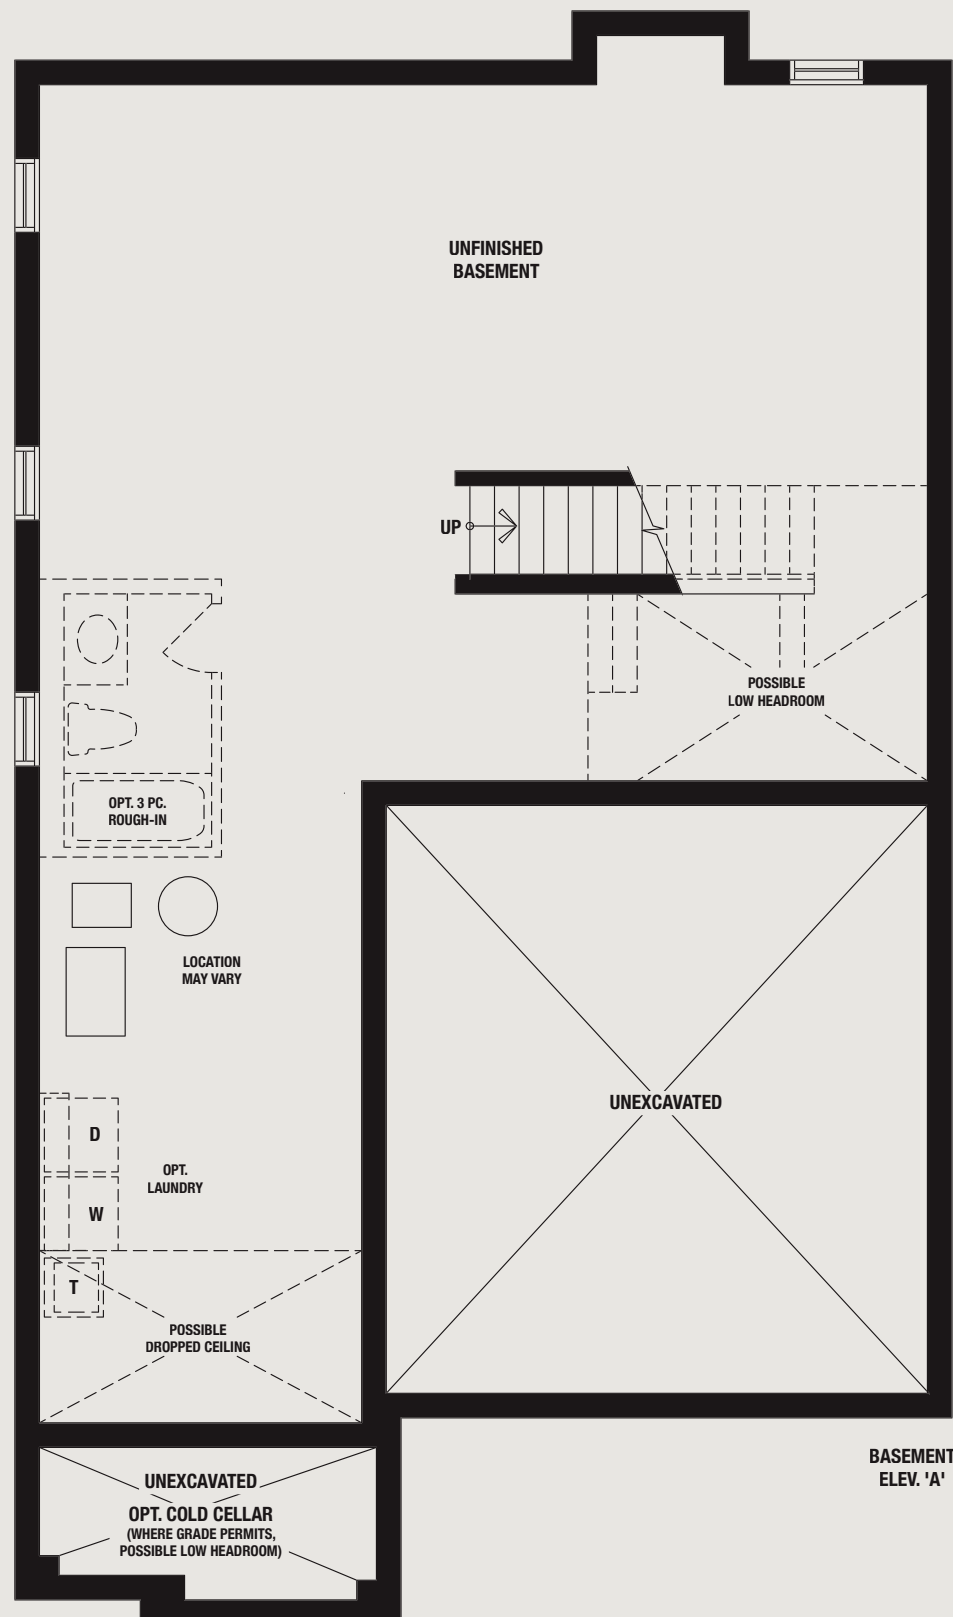 UNFINISHED
BASEMENT
UP
POSSIBLE
LOW HEADROOM
OPT. 3 PC.
ROUGH-IN
LOCATION
MAY VARY
UNEXCAVATED
D
OPT.
LAUNDRY
W
T
POSSIBLE
DROPPED CEILING
BASEMENT
ELEV. 'A'
UNEXCAVATED
OPT. COLD CELLAR
(WHERE GRADE PERMITS,
POSSIBLE LOW HEADROOM)